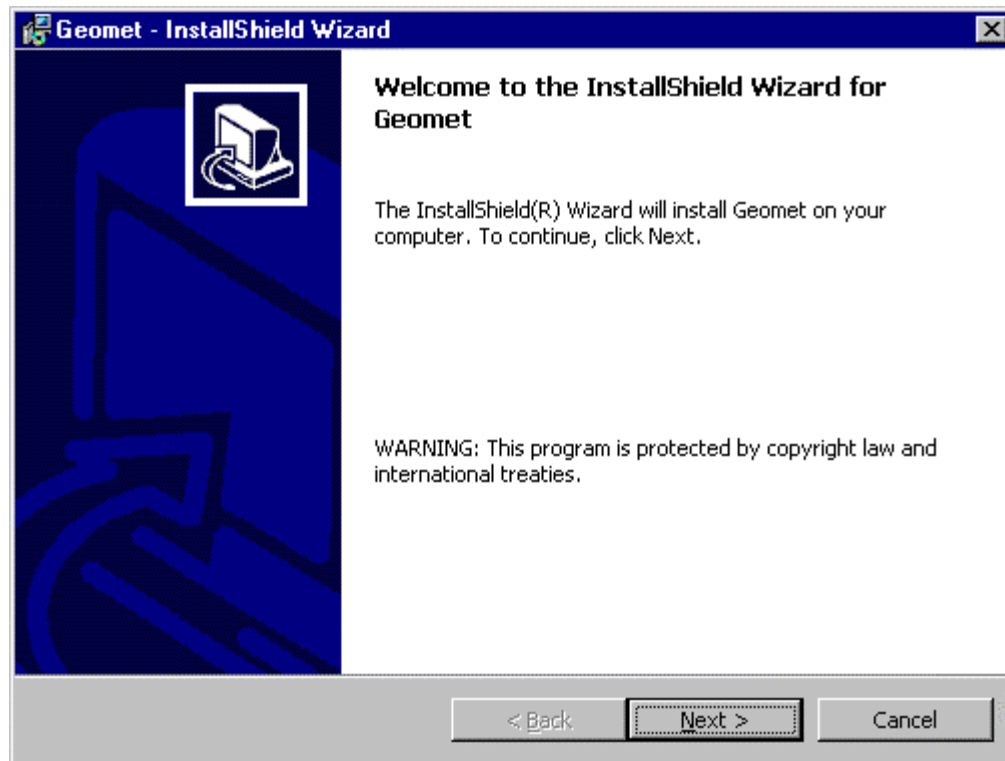 Geomet - InstallShield Wizard
Welcome to the InstallShield Wizard for
Geomet
The InstallShield(R) Wizard will install Geomet on your
computer. To continue, click Next.
WARNING: This program is protected by copyright law and
international treaties.
< Back
Next >
Cancel